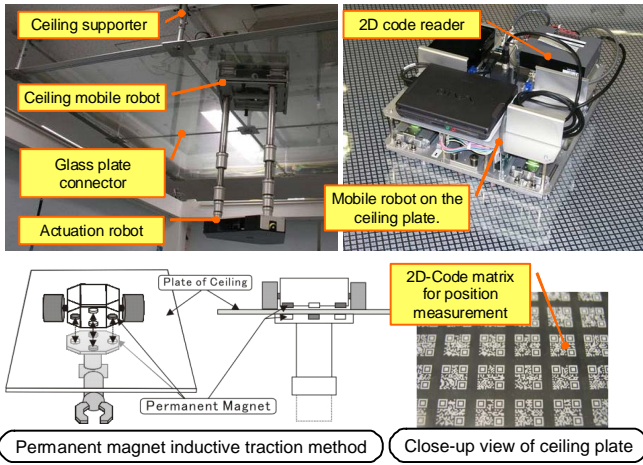 Ceiling supporter
Ceiling mobile robot
Glass plate
connector
Actuation robot
2D code reader
Mobile robot on the
ceiling plate.
Plate of Ceiling
Permanent Magnet
Permanent magnet inductive traction method
2D-Code matrix
for position
measurement
Close-up view of ceiling plate